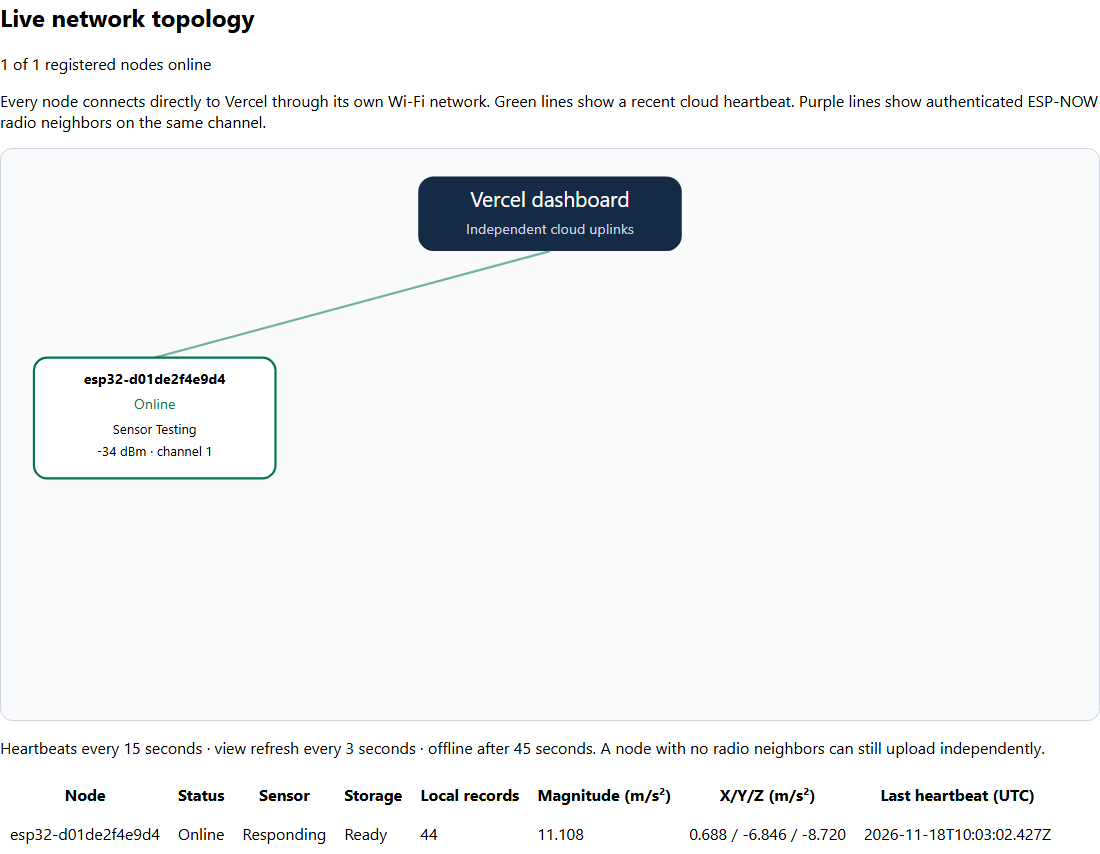 Live network topology
1 of 1 registered nodes online
Every node connects directly to Vercel through its own Wi-Fi network. Green lines show a recent cloud heartbeat. Purple lines show authenticated ESP-NOW
radio neighbors on the same channel.
Vercel dashboard
Independent cloud uplinks
esp32-d01de2f4e9d4
Online
Sensor Testing
-34 dBm · channel 1
Heartbeats every 15 seconds · view refresh every 3 seconds · offline after 45 seconds. A node with no radio neighbors can still upload independently.
Node Status Sensor Storage Local records Magnitude (m/s²) X/Y/Z (m/s²) Last heartbeat (UTC)
esp32-d01de2f4e9d4 Online Responding Ready 44 11.108 0.688 / -6.846 / -8.720 2026-11-18T10:03:02.427Z